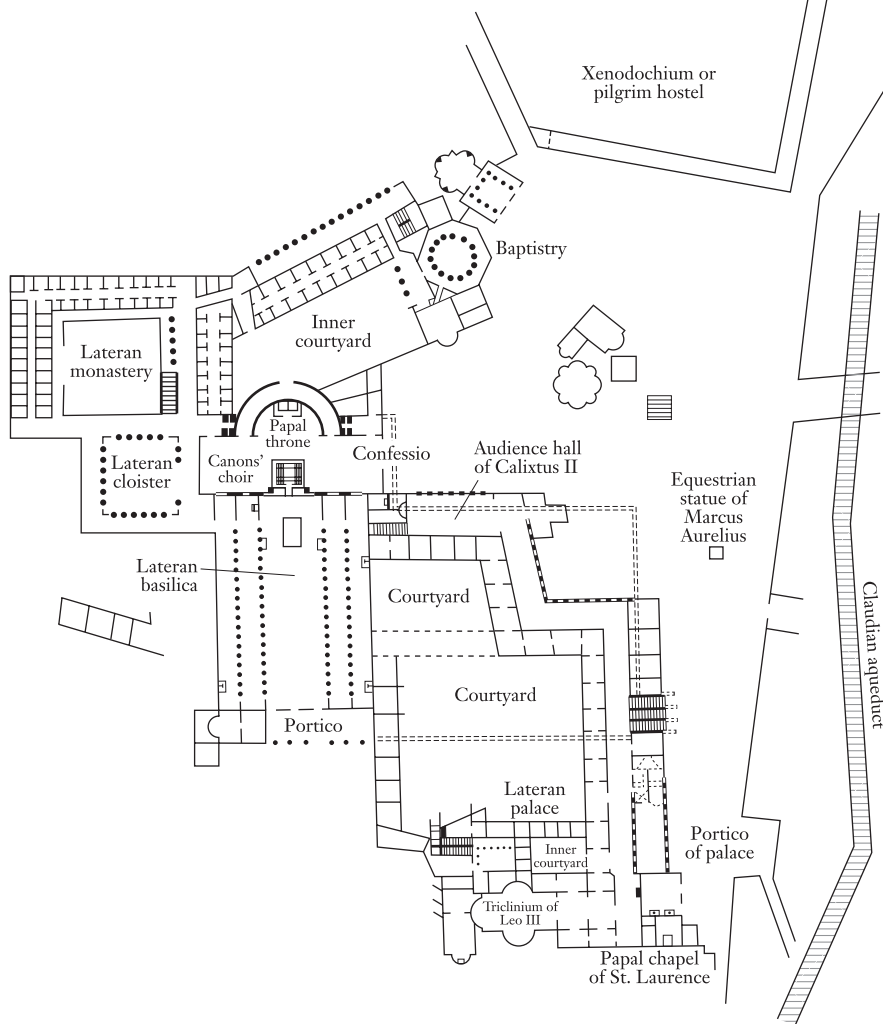 Xenodochium or
pilgrim hostel
Baptistry
Inner
courtyard
Lateran
monastery
Papal
throne
Confessio
Canons'
choir
Lateran
cloister
Audience hall
of Calixtus II
Equestrian
statue of
Marcus
Aurelius
Lateran
basilica
Courtyard
Claudian aqueduct
Courtyard
Portico
Lateran
palace
Portico
of palace
Inner
courtyard
Triclinium of
Leo III
Papal chapel
of St. Laurence